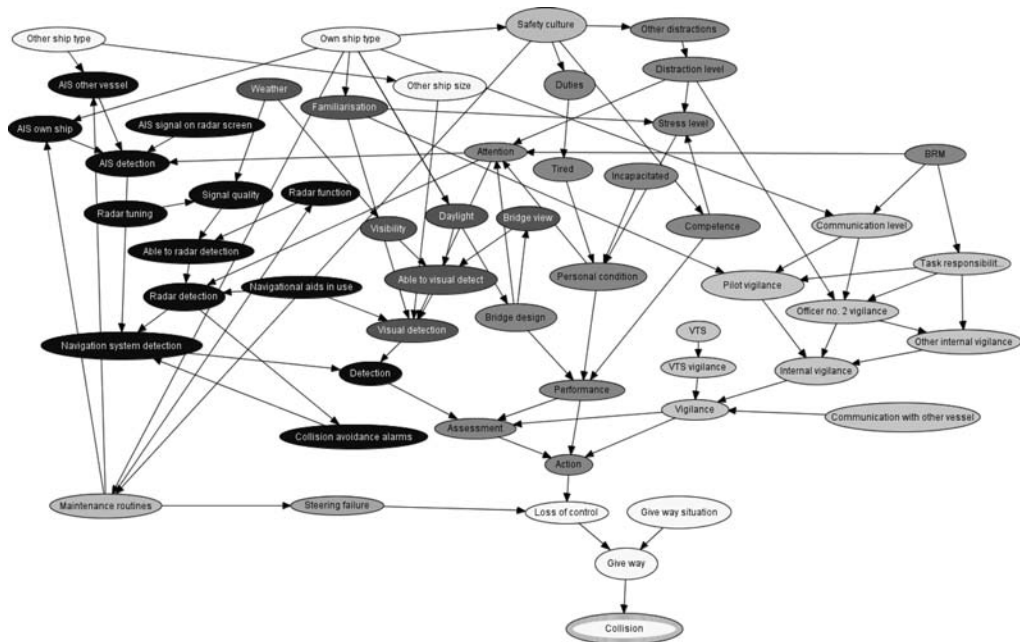 Safety culture
Other distractions
Other ship type
Own ship type
Distraction level
AIS other vessel
Weather
Other ship size
Duties
Familiarisation
AIS own ship
AIS signal on radar screen
Stress level
Attention
BRM
AIS detection
Tired
Incapacitated
Signal quality
Radar function
Radar tuning
Daylight
Bridge view
Visibility
Competence
Communication level
Able to radar detection
Task responsibilit...
Able to visual detect
Personal condition
Pilot vigilance
Radar detection
Navigational aids in use
Bridge design
Officer no. 2 vigilance
Visual detection
VTS
Navigation system detection
Other internal vigilance
Detection
VTS vigilance
Internal vigilance
Performance
Vigilance
Communication with other vessel
Assessment
Collision avoidance alarms
Action
Maintenance routines
Steering failure
Loss of control
Give way situation
Give way
Collision